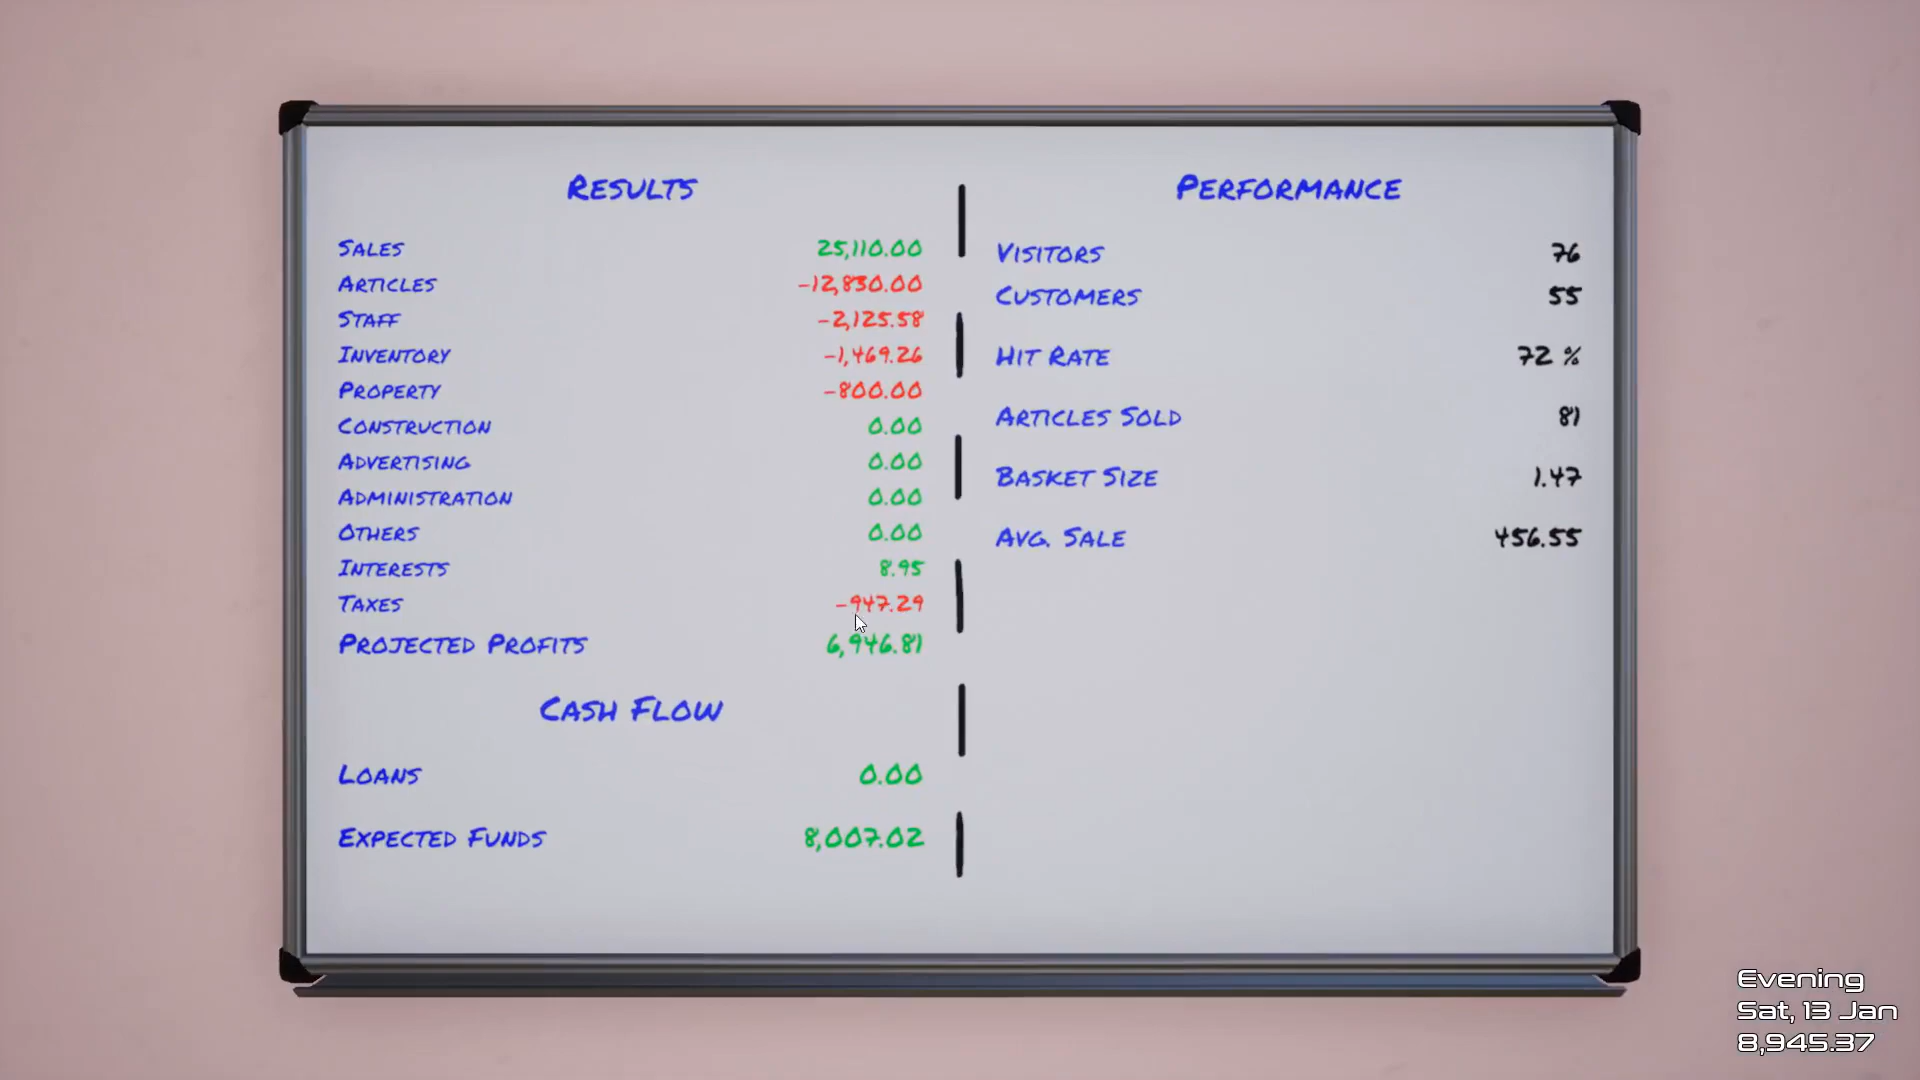 RESULTS
SALES 25,110.00
ARTICLES -12,830.00
STAFF -2,125.58
INVENTORY -1,469.26
PROPERTY -800.00
CONSTRUCTION 0.00
ADVERTISING 0.00
ADMINISTRATION 0.00
OTHERS 0.00
INTERESTS 8.95
TAXES -947.29
PROJECTED PROFITS 6,946.81
CASH FLOW
LOANS 0.00
EXPECTED FUNDS 8,007.02
PERFORMANCE
VISITORS 76
CUSTOMERS 55
HIT RATE 72 %
ARTICLES SOLD 81
BASKET SIZE 1.47
AVG. SALE 456.55
Evening
Sat, 13 Jan
8,945.37